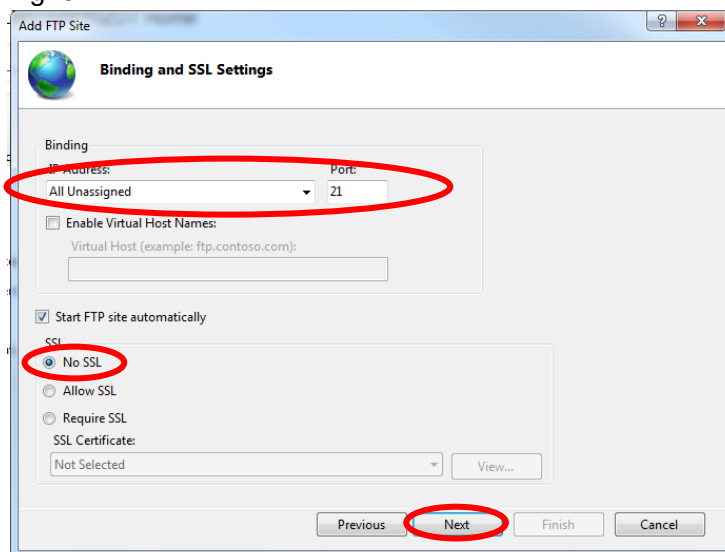 Add FTP Site
Binding and SSL Settings
Binding
IP Address: Port:
All Unassigned 21
Enable Virtual Host Names:
Virtual Host (example: ftp.contoso.com):
Start FTP site automatically
SSL
No SSL
Allow SSL
Require SSL
SSL Certificate:
Not Selected View...
Previous Next Finish Cancel